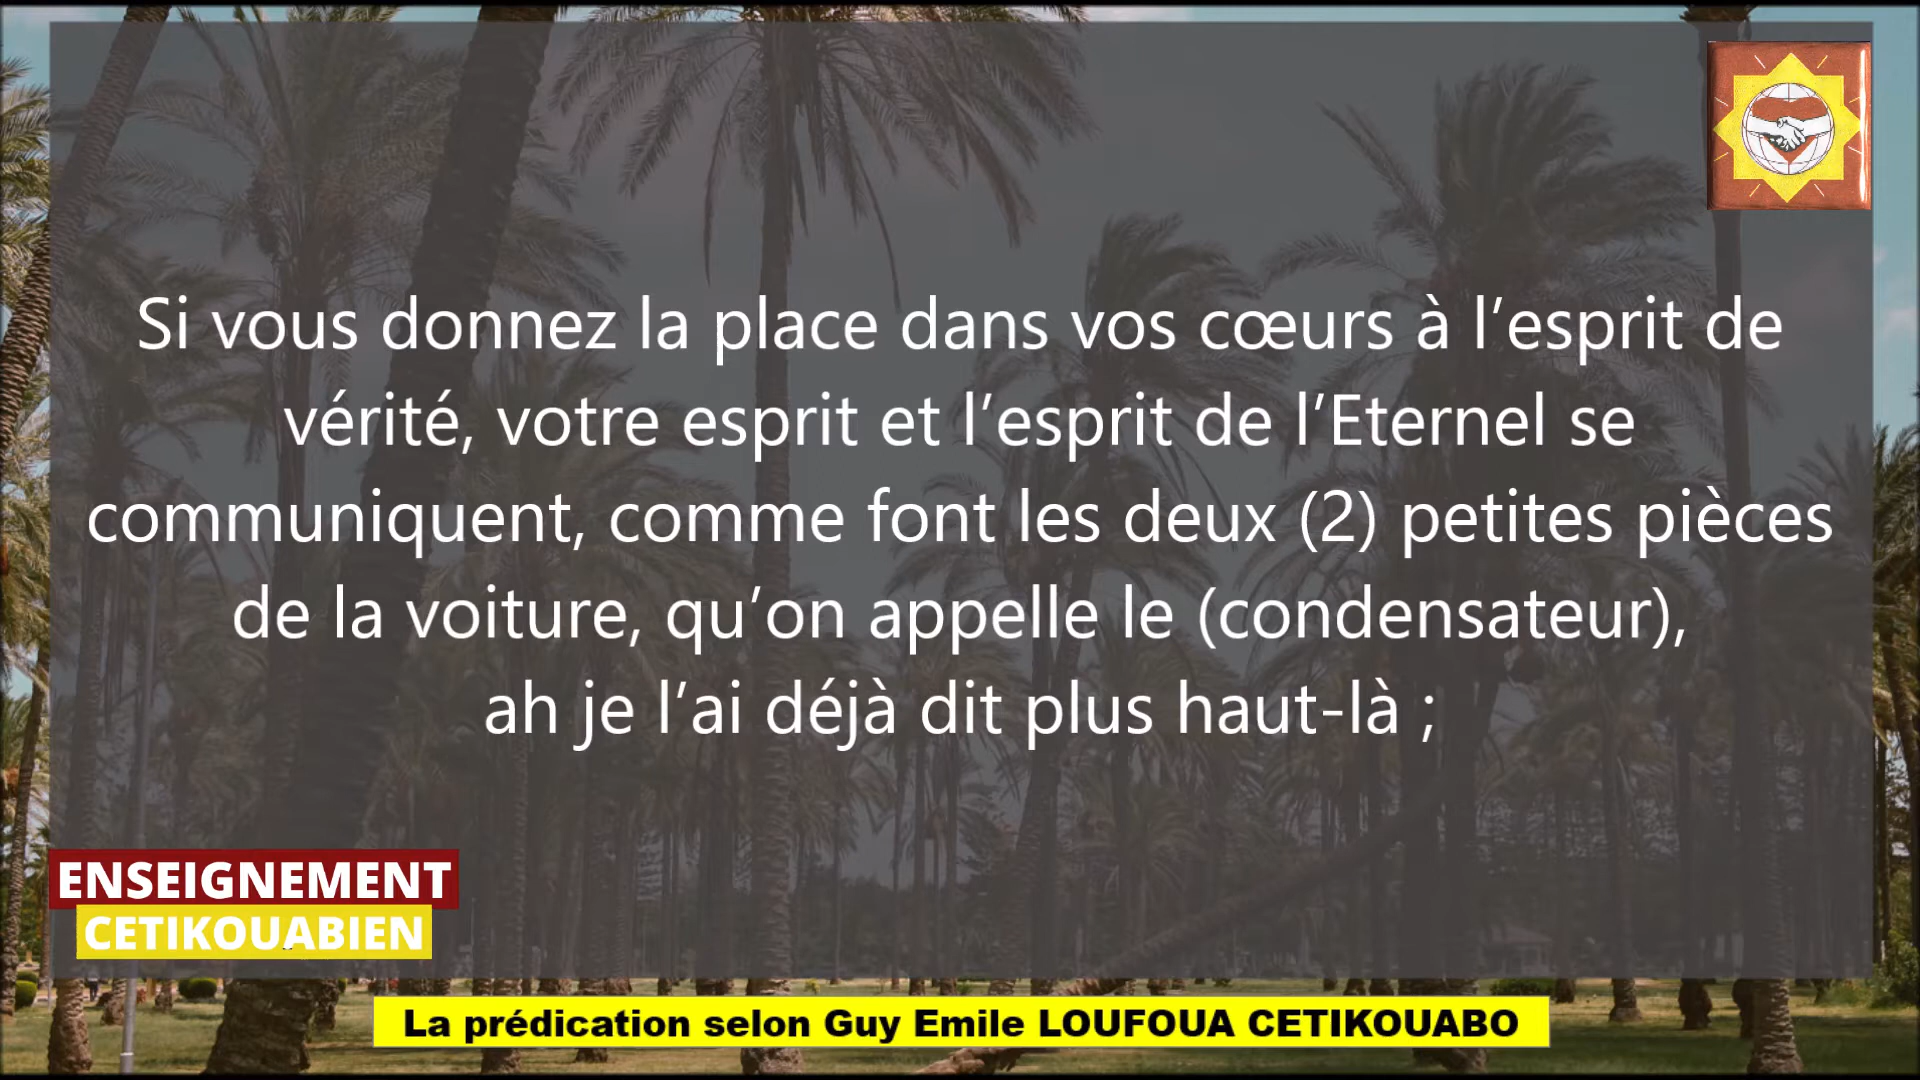 Si vous donnez la place dans vos cœurs à l’esprit de
vérité, votre esprit et l’esprit de l’Eternel se
communiquent, comme font les deux (2) petites pièces
de la voiture, qu’on appelle le (condensateur),
ah je l’ai déjà dit plus haut-là ;
ENSEIGNEMENT
CETIKOUABIEN
La prédication selon Guy Emile LOUFOUA CETIKOUABO